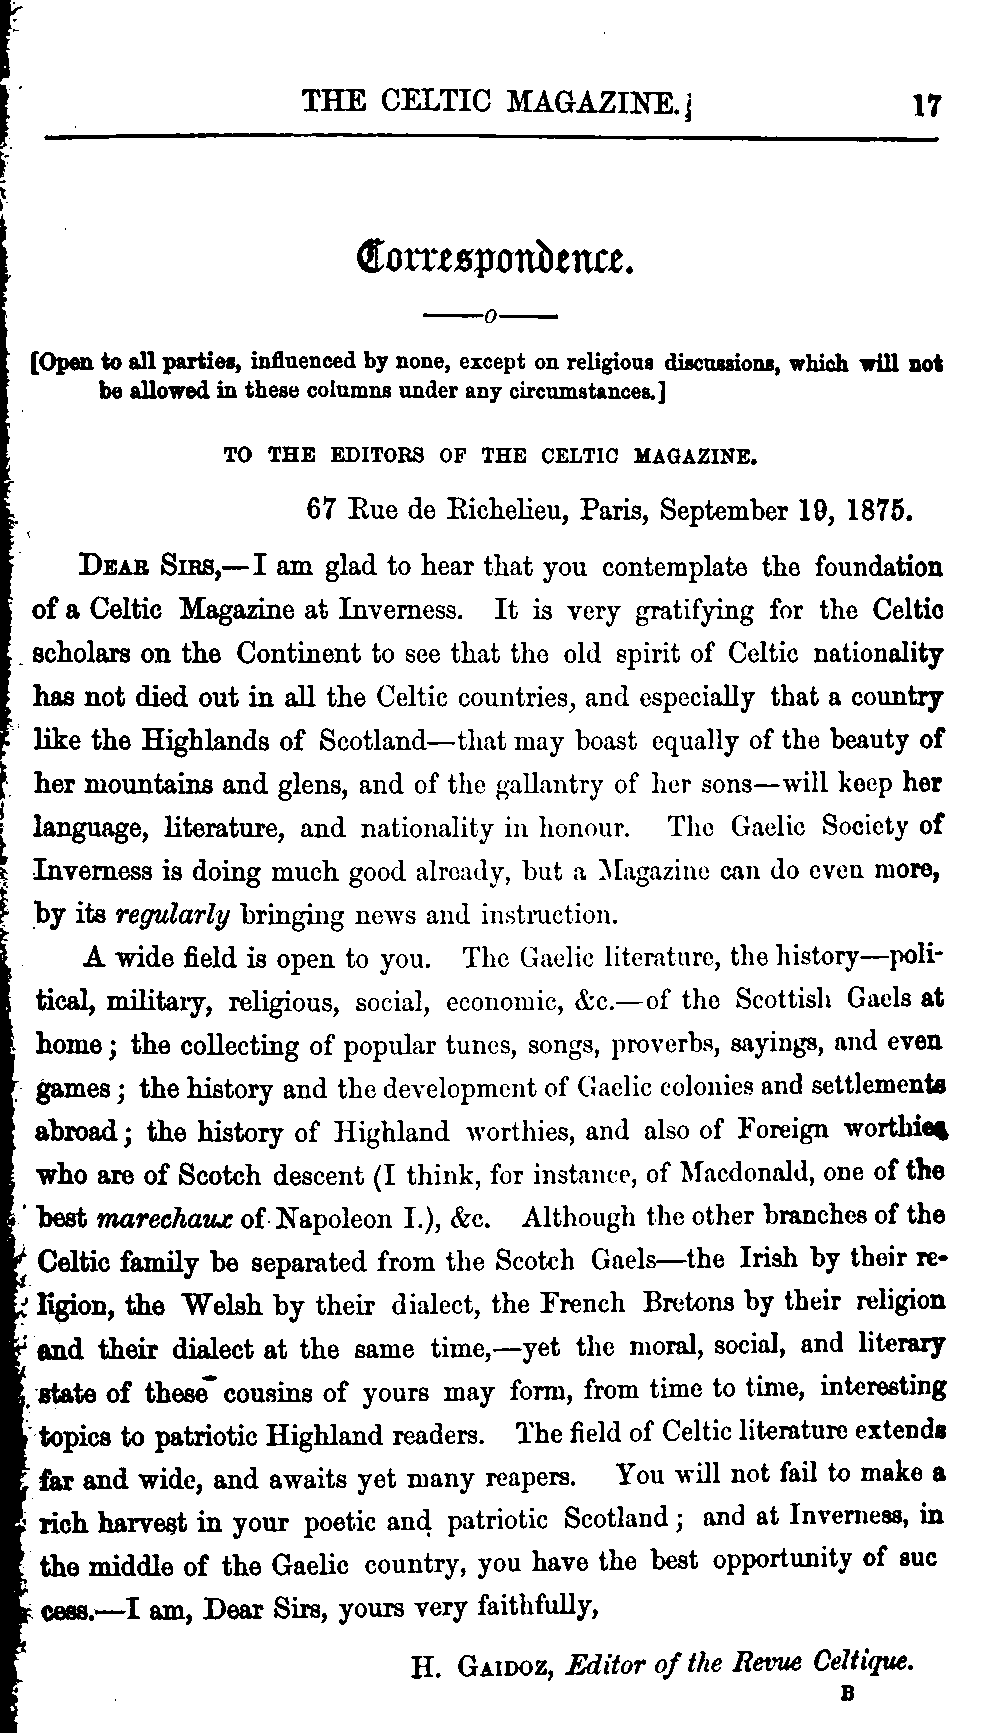 THE CELTIC MAGAZINE. 17
Correspondence.
——o——
[Open to all parties, influenced by none, except on religious discussions, which will not
be allowed in these columns under any circumstances.]
TO THE EDITORS OF THE CELTIC MAGAZINE.
67 Rue de Richelieu, Paris, September 19, 1875.
DEAR SIRS,—I am glad to hear that you contemplate the foundation
of a Celtic Magazine at Inverness. It is very gratifying for the Celtic
scholars on the Continent to see that the old spirit of Celtic nationality
has not died out in all the Celtic countries, and especially that a country
like the Highlands of Scotland—that may boast equally of the beauty of
her mountains and glens, and of the gallantry of her sons—will keep her
language, literature, and nationality in honour. The Gaelic Society of
Inverness is doing much good already, but a Magazine can do even more,
by its regularly bringing news and instruction.
A wide field is open to you. The Gaelic literature, the history—poli-
tical, military, religious, social, economic, &c.—of the Scottish Gaels at
home; the collecting of popular tunes, songs, proverbs, sayings, and even
games; the history and the development of Gaelic colonies and settlements
abroad; the history of Highland worthies, and also of Foreign worthies
who are of Scotch descent (I think, for instance, of Macdonald, one of the
best marechaux of Napoleon I.), &c. Although the other branches of the
Celtic family be separated from the Scotch Gaels—the Irish by their re-
ligion, the Welsh by their dialect, the French Bretons by their religion
and their dialect at the same time,—yet the moral, social, and literary
state of these cousins of yours may form, from time to time, interesting
topics to patriotic Highland readers. The field of Celtic literature extends
far and wide, and awaits yet many reapers. You will not fail to make a
rich harvest in your poetic and patriotic Scotland; and at Inverness, in
the middle of the Gaelic country, you have the best opportunity of suc
cess.—I am, Dear Sirs, yours very faithfully,
H. GAIDOZ, Editor of the Revue Celtique.
B